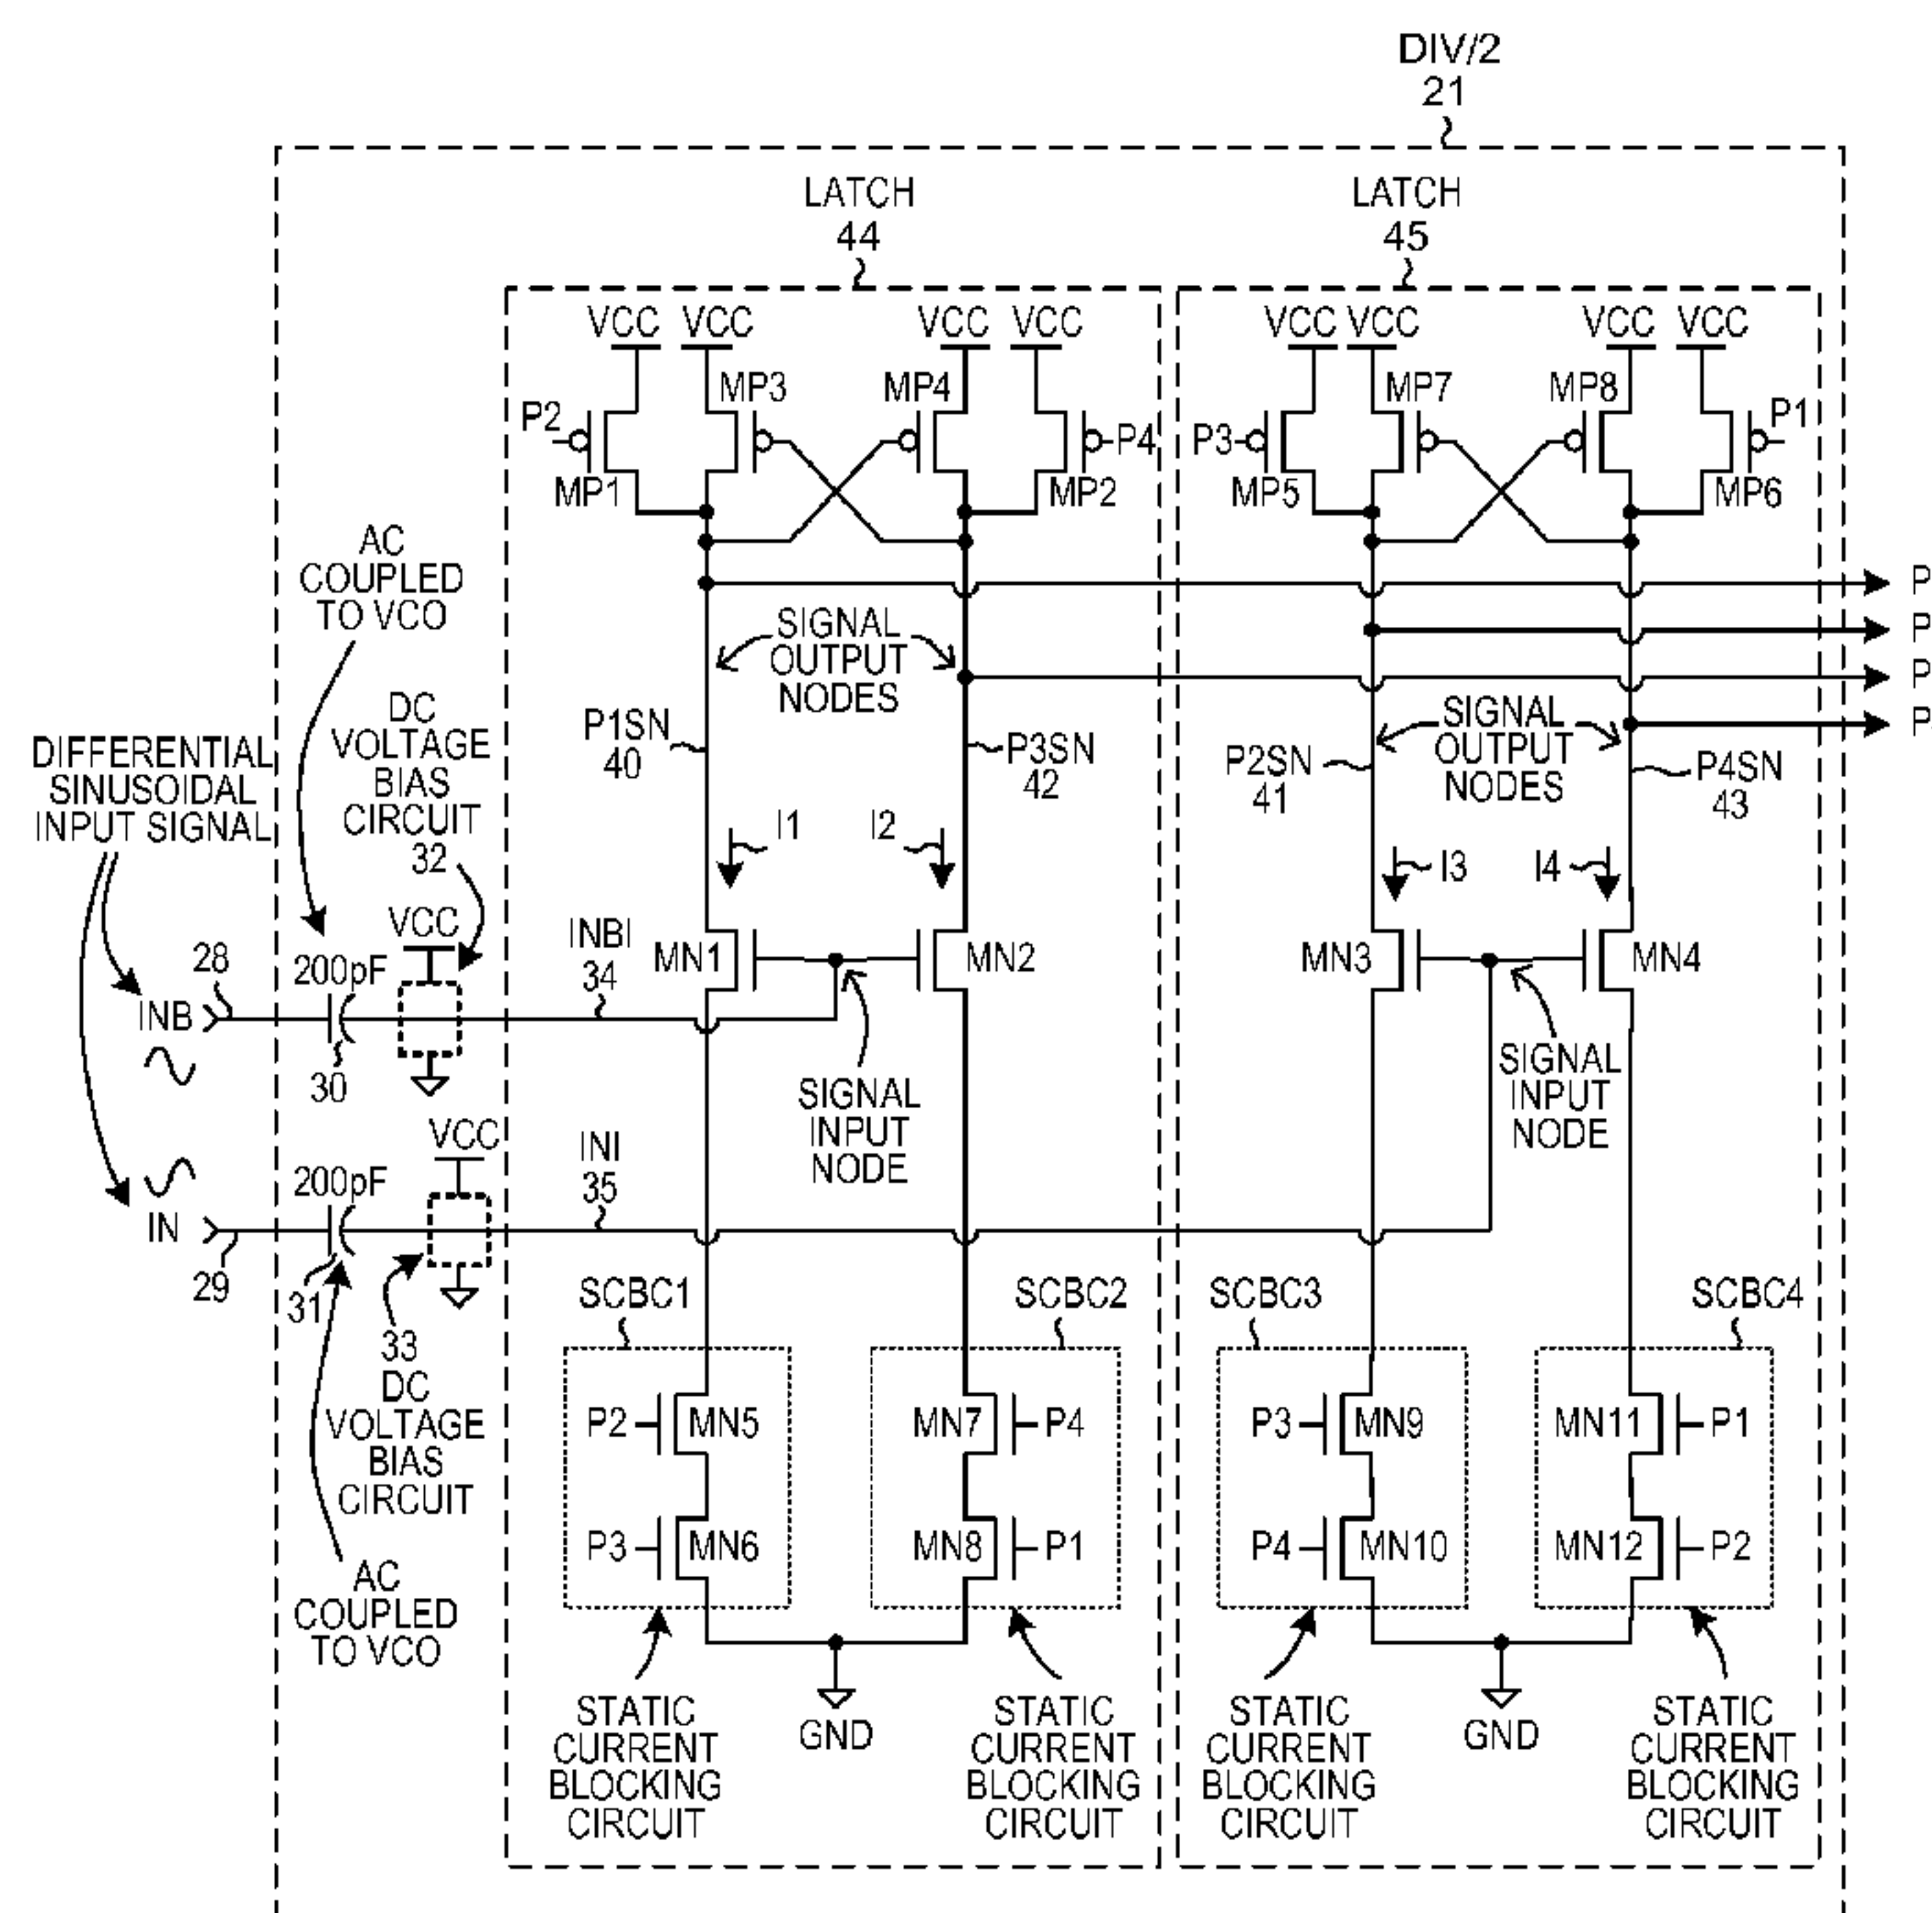 DIV/2
21
LATCH
44
LATCH
45
VCC VCC VCC VCC VCC VCC VCC VCC
MP3 MP4 MP7 MP8
P2 P4 P3 P1
MP1 MP2 MP5 MP6
AC
COUPLED
TO VCO
P
P
P
P
SIGNAL
OUTPUT
NODES
SIGNAL
OUTPUT
NODES
P1SN
40
P3SN
42
P2SN
41
P4SN
43
DC
VOLTAGE
BIAS
CIRCUIT
32
DIFFERENTIAL
SINUSOIDAL
INPUT SIGNAL
I1 I2 I3 I4
VCC
INBI
34
MN1 MN2 MN3 MN4
28
200pF
INB
30
SIGNAL
INPUT
NODE
SIGNAL
INPUT
NODE
VCC
INI
35
200pF
IN
29
31
33
DC
VOLTAGE
BIAS
CIRCUIT
AC
COUPLED
TO VCO
SCBC1 SCBC2 SCBC3 SCBC4
P2 MN5 MN7 P4 P3 MN9 MN11 P1
P3 MN6 MN8 P1 P4 MN10 MN12 P2
GND GND
STATIC
CURRENT
BLOCKING
CIRCUIT
STATIC
CURRENT
BLOCKING
CIRCUIT
STATIC
CURRENT
BLOCKING
CIRCUIT
STATIC
CURRENT
BLOCKING
CIRCUIT